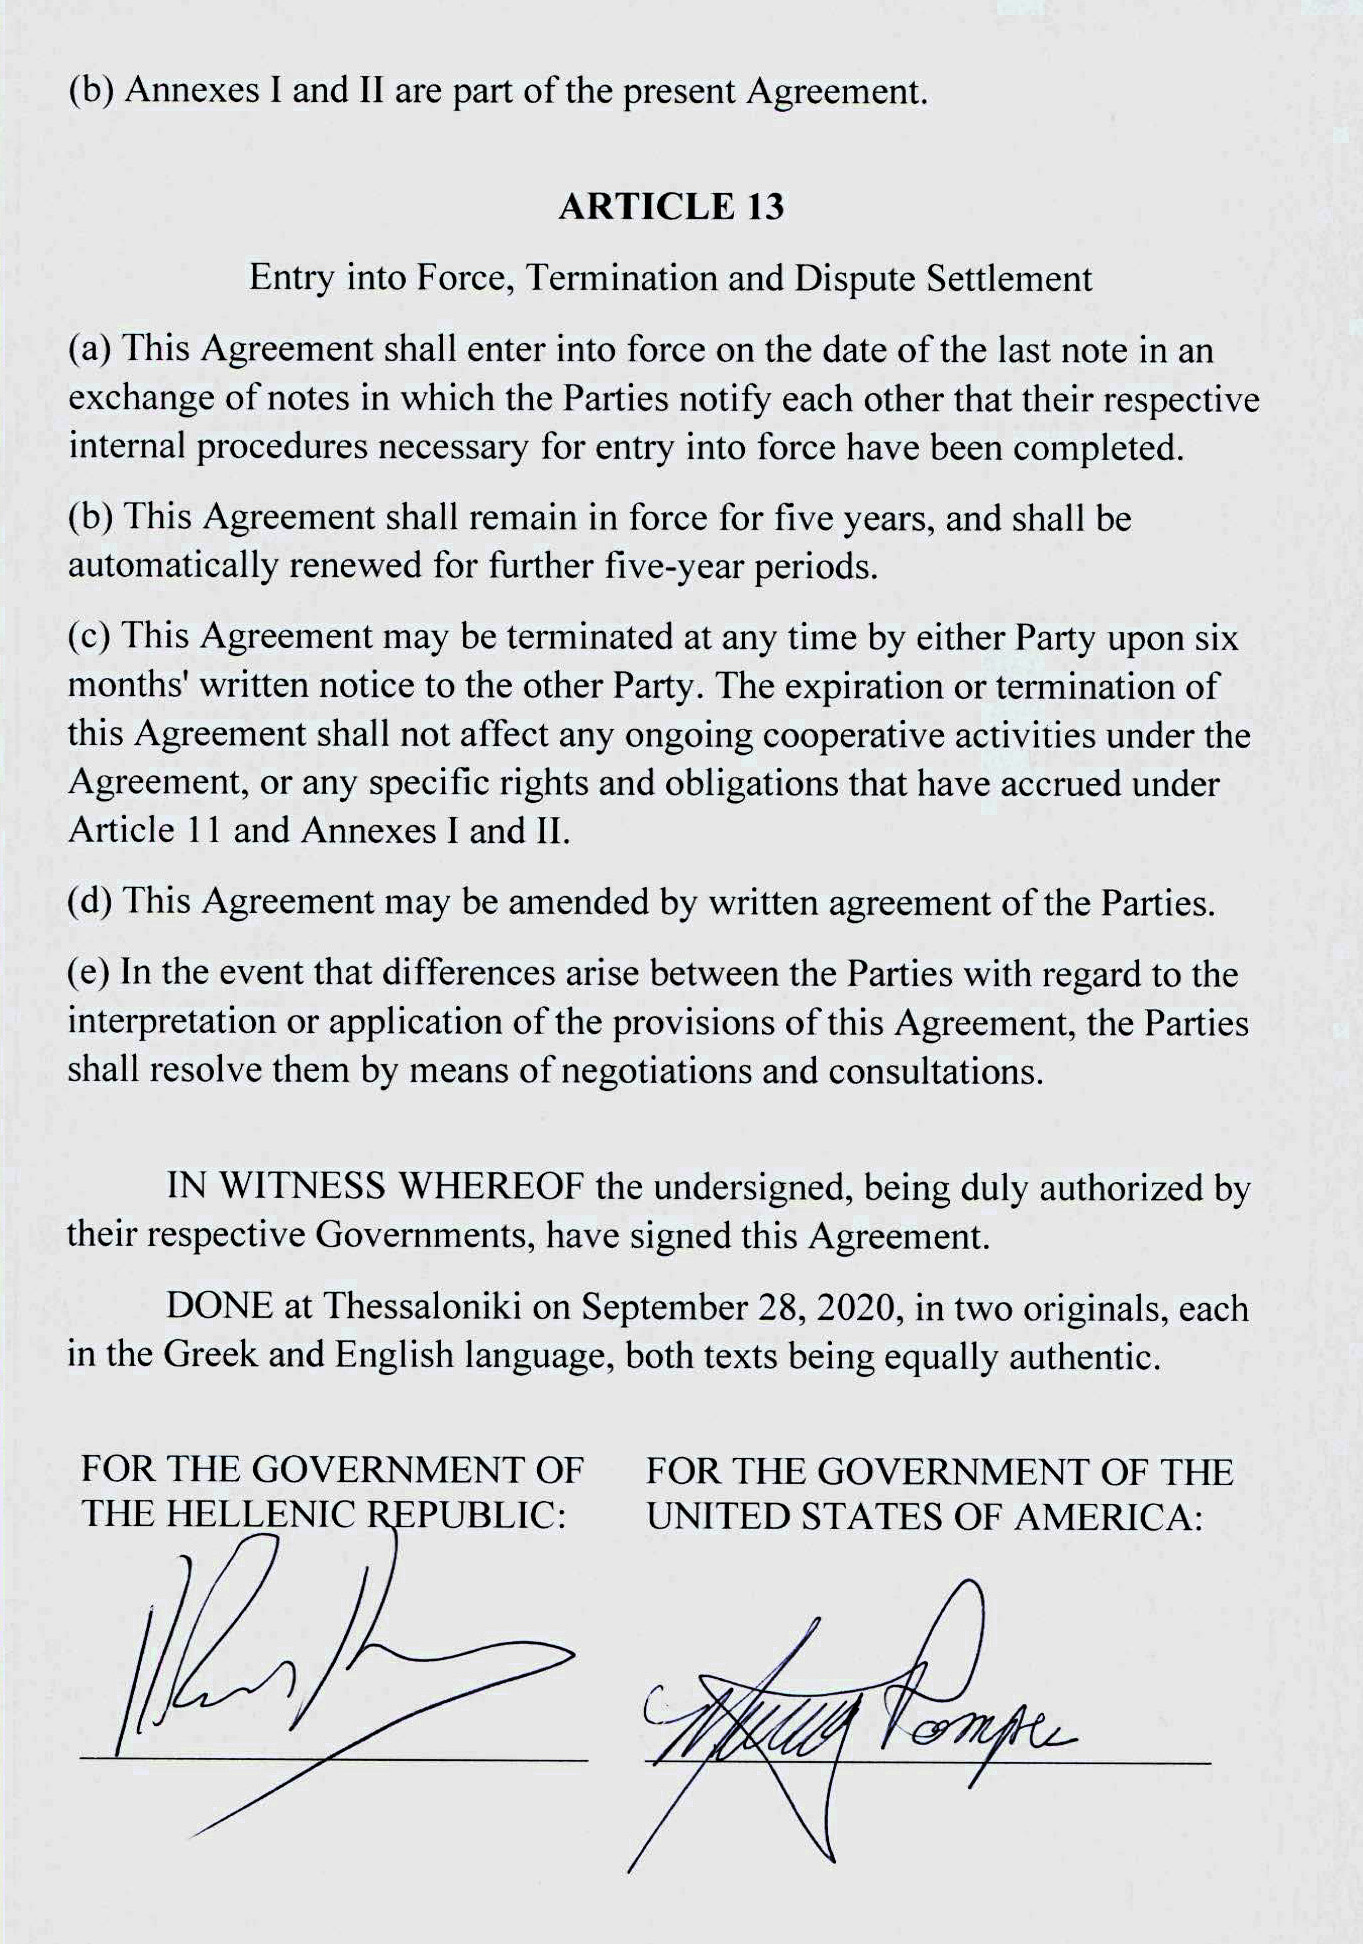 (b) Annexes I and II are part of the present Agreement.
ARTICLE 13
Entry into Force, Termination and Dispute Settlement
(a) This Agreement shall enter into force on the date of the last note in an
exchange of notes in which the Parties notify each other that their respective
internal procedures necessary for entry into force have been completed.
(b) This Agreement shall remain in force for five years, and shall be
automatically renewed for further five-year periods.
(c) This Agreement may be terminated at any time by either Party upon six
months' written notice to the other Party. The expiration or termination of
this Agreement shall not affect any ongoing cooperative activities under the
Agreement, or any specific rights and obligations that have accrued under
Article 11 and Annexes I and II.
(d) This Agreement may be amended by written agreement of the Parties.
(e) In the event that differences arise between the Parties with regard to the
interpretation or application of the provisions of this Agreement, the Parties
shall resolve them by means of negotiations and consultations.
IN WITNESS WHEREOF the undersigned, being duly authorized by
their respective Governments, have signed this Agreement.
DONE at Thessaloniki on September 28, 2020, in two originals, each
in the Greek and English language, both texts being equally authentic.
FOR THE GOVERNMENT OF
THE HELLENIC REPUBLIC:
FOR THE GOVERNMENT OF THE
UNITED STATES OF AMERICA: